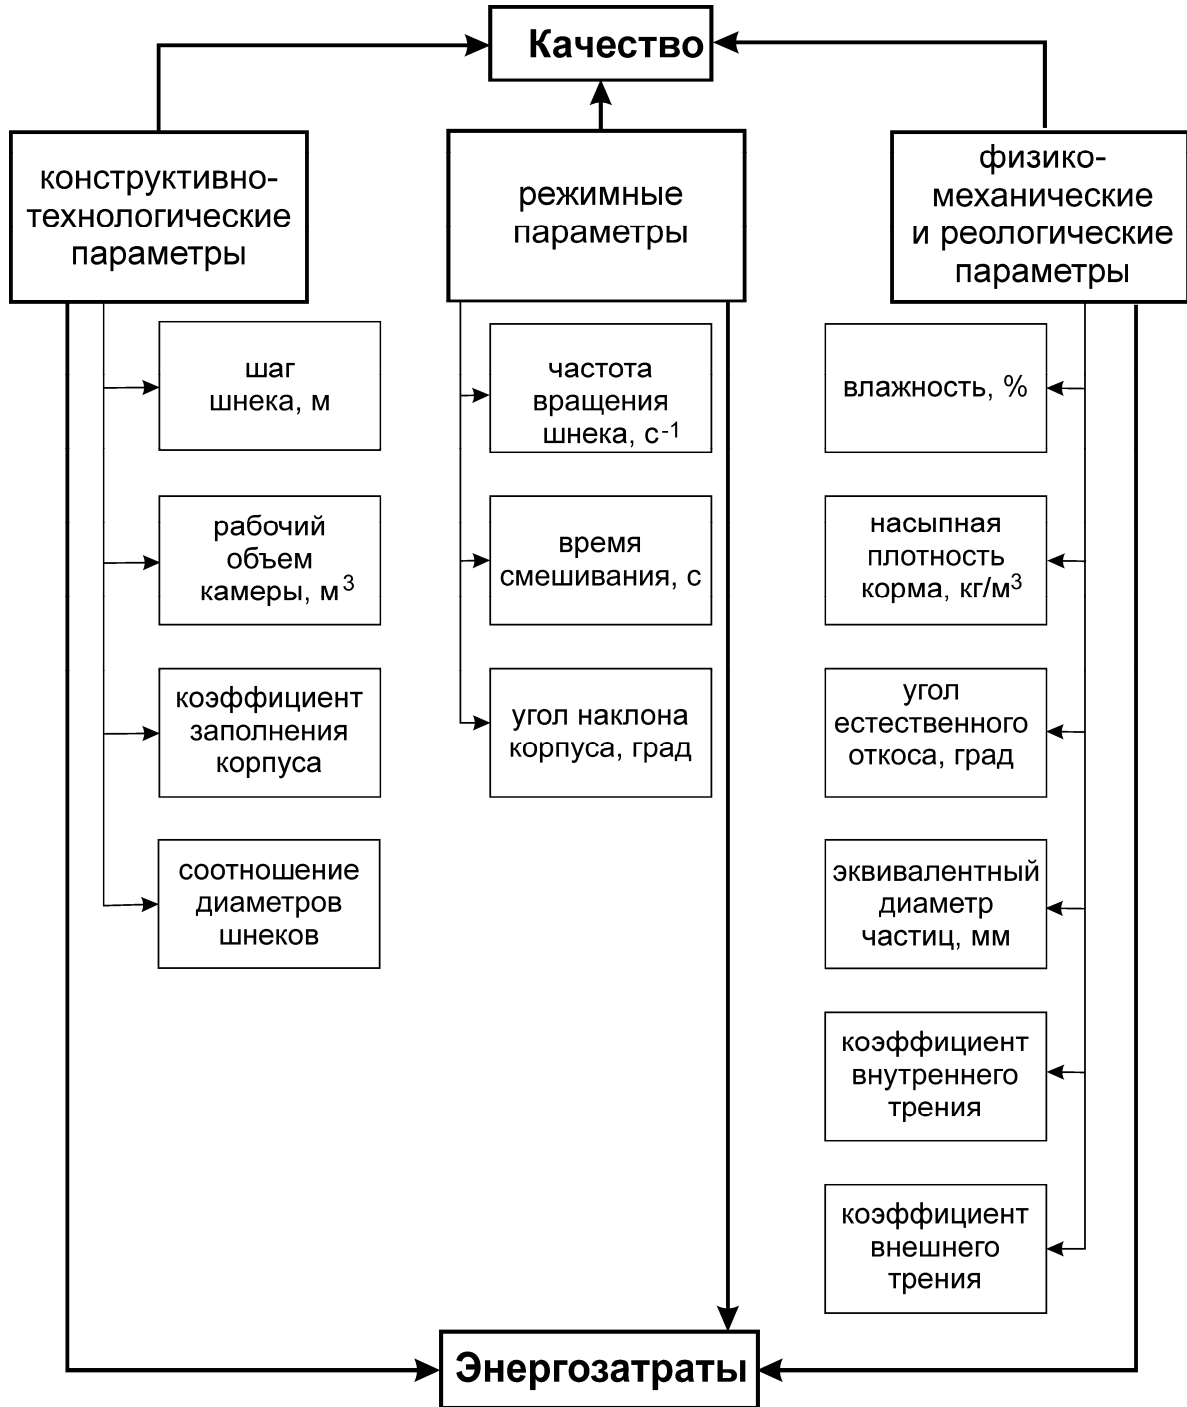 Качество
конструктивно-
технологические
параметры
режимные
параметры
физико-
механические
и реологические
параметры
шаг
шнека, м
рабочий
объем
камеры, м³
коэффициент
заполнения
корпуса
соотношение
диаметров
шнеков
частота
вращения
шнека, с⁻¹
время
смешивания, с
угол наклона
корпуса, град
влажность, %
насыпная
плотность
корма, кг/м³
угол
естественного
откоса, град
эквивалентный
диаметр
частиц, мм
коэффициент
внутреннего
трения
коэффициент
внешнего
трения
Энергозатраты